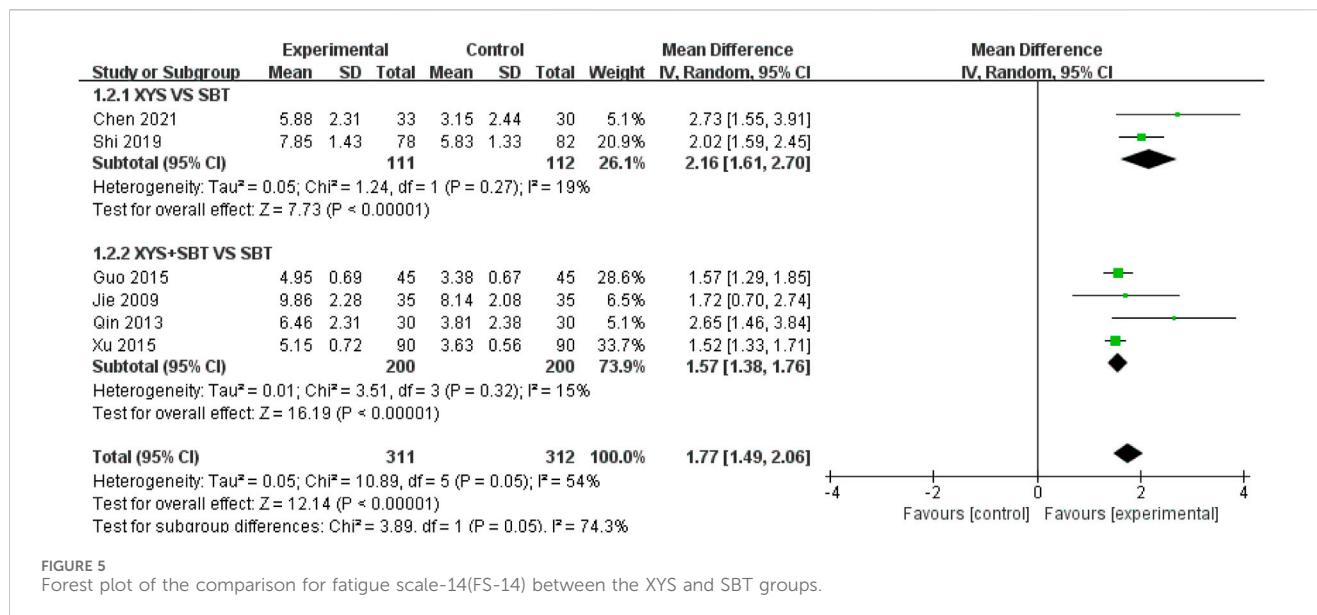 Experimental Control Mean Difference Mean Difference
Study or Subgroup Mean SD Total Mean SD Total Weight IV, Random, 95% CI IV, Random, 95% CI
1.2.1 XYS VS SBT
Chen 2021 5.88 2.31 33 3.15 2.44 30 5.1% 2.73 [1.55, 3.91]
Shi 2019 7.85 1.43 78 5.83 1.33 82 20.9% 2.02 [1.59, 2.45]
Subtotal (95% CI) 111 112 26.1% 2.16 [1.61, 2.70]
Heterogeneity: Tau² = 0.05; Chi² = 1.24, df = 1 (P = 0.27); I² = 19%
Test for overall effect: Z = 7.73 (P < 0.00001)
1.2.2 XYS+SBT VS SBT
Guo 2015 4.95 0.69 45 3.38 0.67 45 28.6% 1.57 [1.29, 1.85]
Jie 2009 9.86 2.28 35 8.14 2.08 35 6.5% 1.72 [0.70, 2.74]
Qin 2013 6.46 2.31 30 3.81 2.38 30 5.1% 2.65 [1.46, 3.84]
Xu 2015 5.15 0.72 90 3.63 0.56 90 33.7% 1.52 [1.33, 1.71]
Subtotal (95% CI) 200 200 73.9% 1.57 [1.38, 1.76]
Heterogeneity: Tau² = 0.01; Chi² = 3.51, df = 3 (P = 0.32); I² = 15%
Test for overall effect: Z = 16.19 (P < 0.00001)
Total (95% CI) 311 312 100.0% 1.77 [1.49, 2.06]
Heterogeneity: Tau² = 0.05; Chi² = 10.89, df = 5 (P = 0.05); I² = 54%
Test for overall effect: Z = 12.14 (P < 0.00001)
Test for subgroup differences: Chi² = 3.89, df = 1 (P = 0.05), I² = 74.3%
-4 -2 0 2 4
Favours [control] Favours [experimental]
FIGURE 5
Forest plot of the comparison for fatigue scale-14(FS-14) between the XYS and SBT groups.